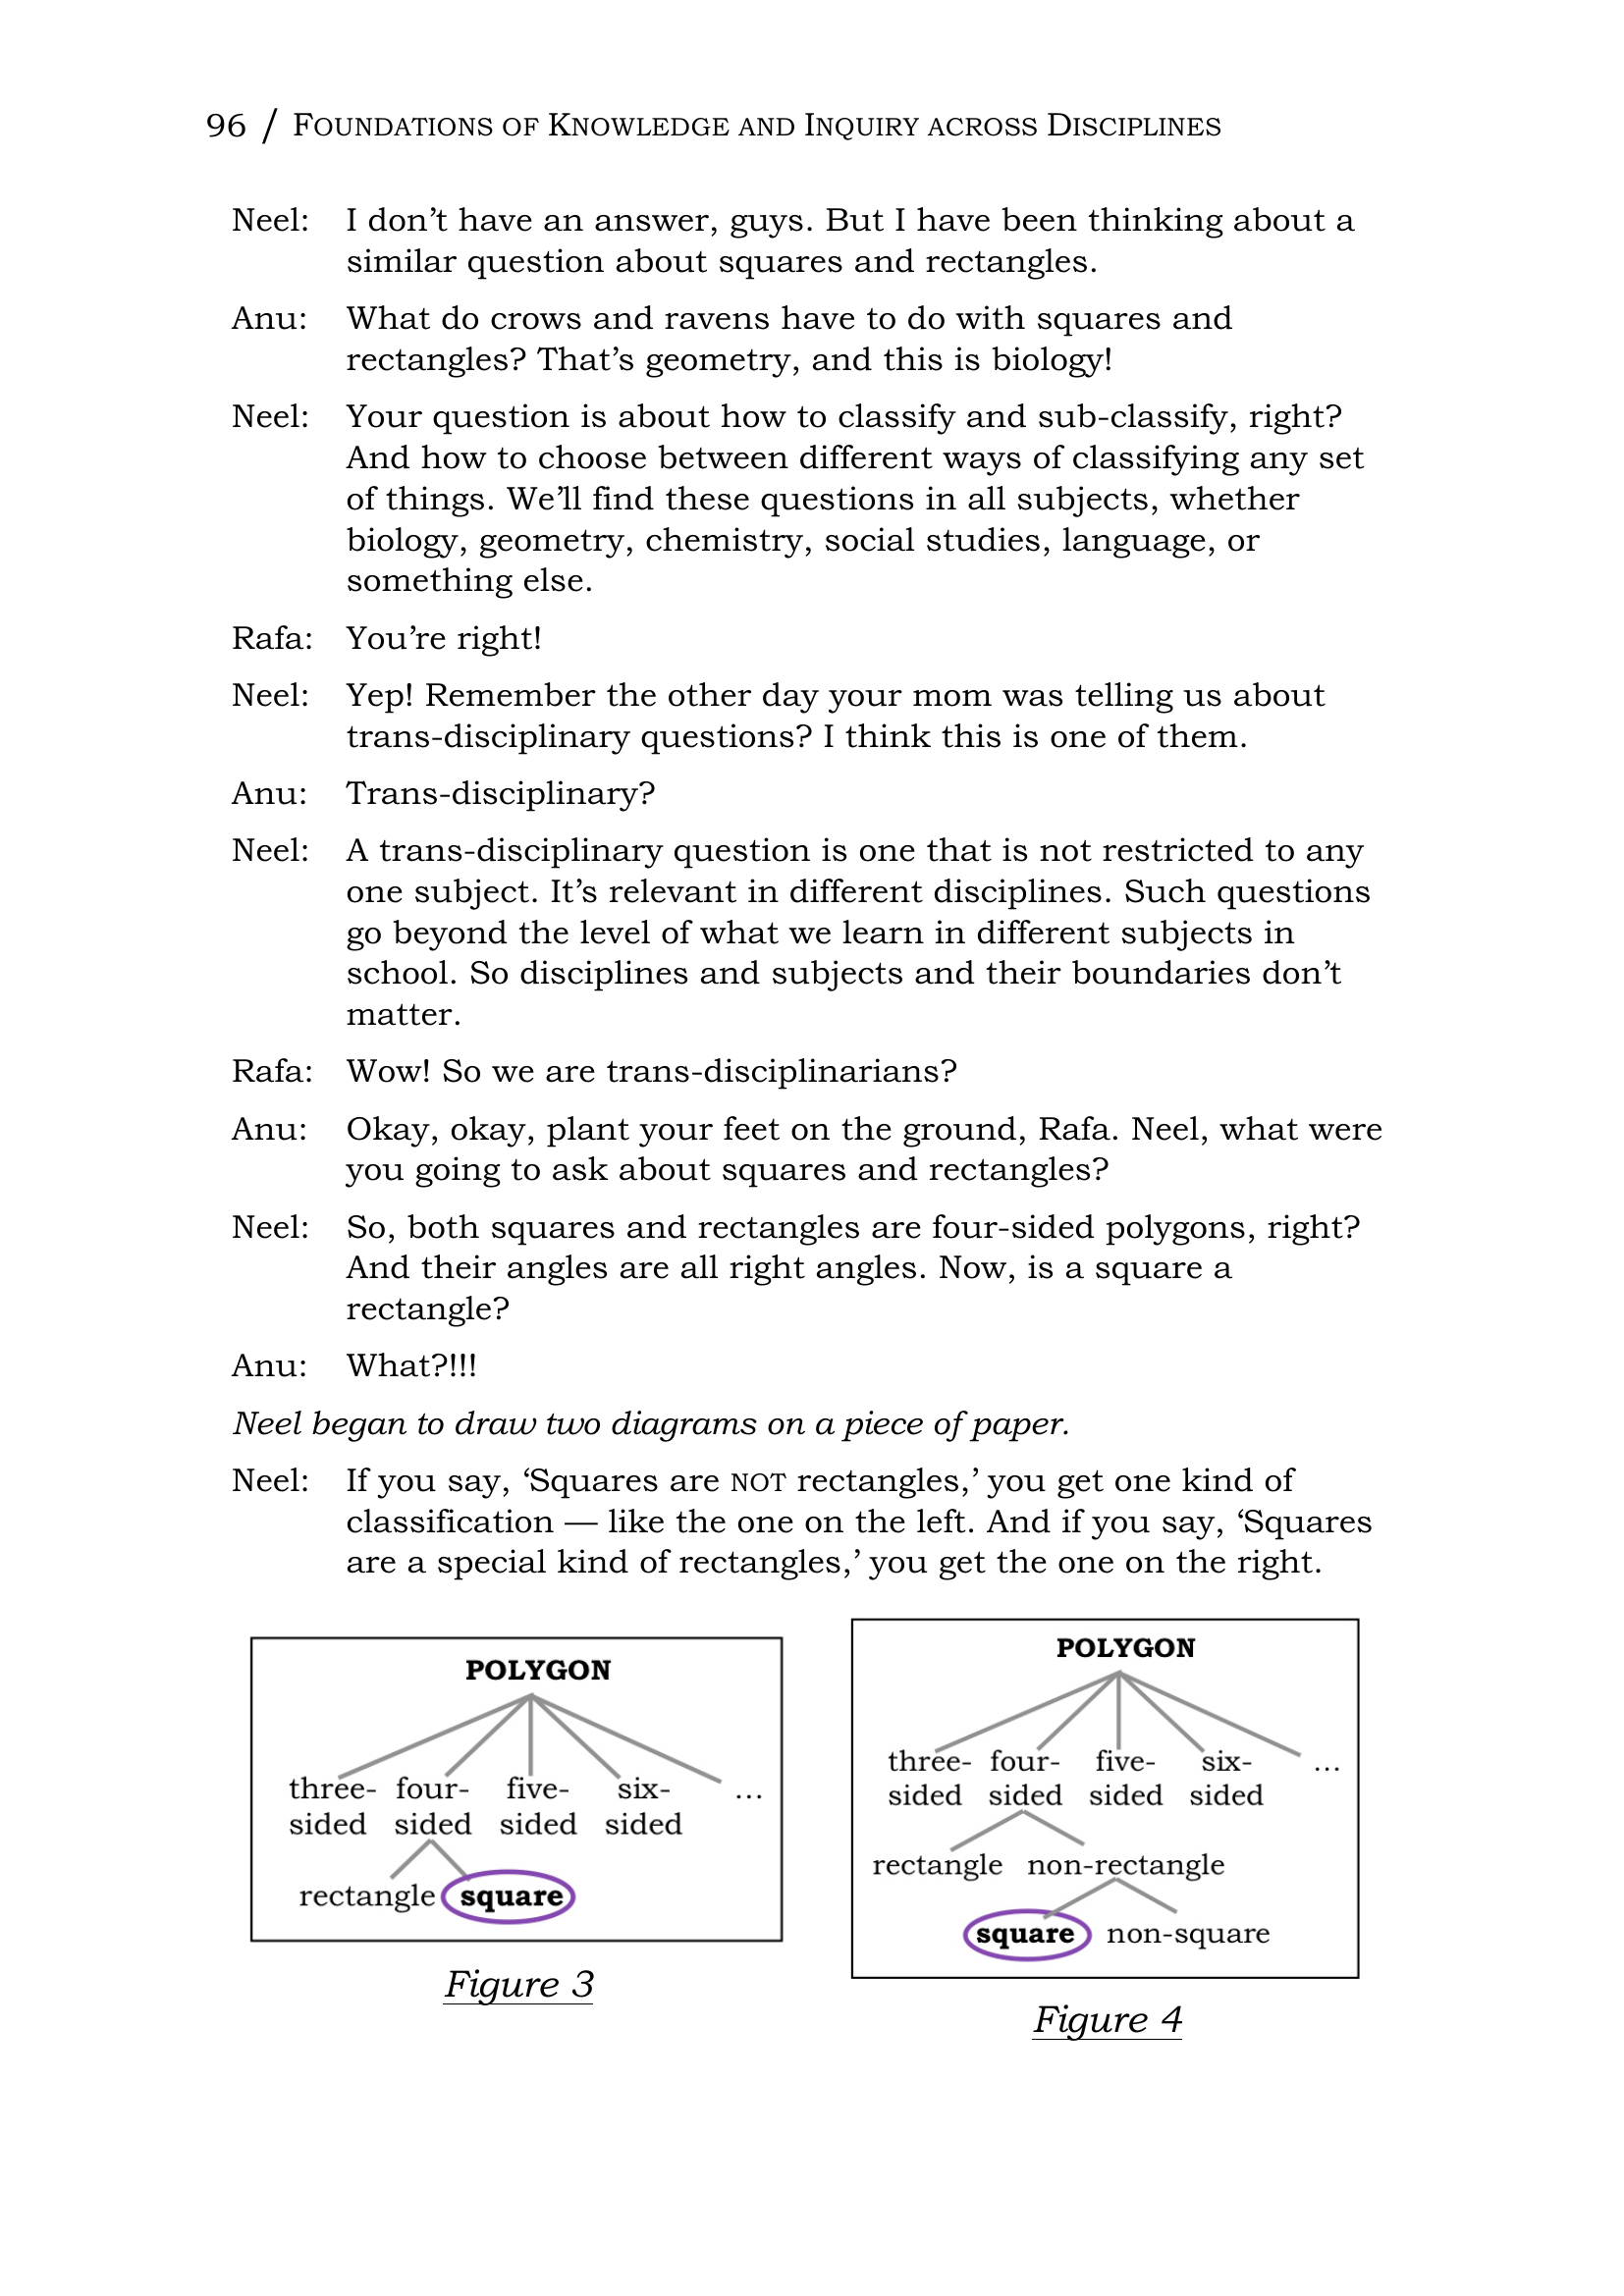 96 / FOUNDATIONS OF KNOWLEDGE AND INQUIRY ACROSS DISCIPLINES
Neel: I don’t have an answer, guys. But I have been thinking about a
similar question about squares and rectangles.
Anu: What do crows and ravens have to do with squares and
rectangles? That’s geometry, and this is biology!
Neel: Your question is about how to classify and sub-classify, right?
And how to choose between different ways of classifying any set
of things. We’ll find these questions in all subjects, whether
biology, geometry, chemistry, social studies, language, or
something else.
Rafa: You’re right!
Neel: Yep! Remember the other day your mom was telling us about
trans-disciplinary questions? I think this is one of them.
Anu: Trans-disciplinary?
Neel: A trans-disciplinary question is one that is not restricted to any
one subject. It’s relevant in different disciplines. Such questions
go beyond the level of what we learn in different subjects in
school. So disciplines and subjects and their boundaries don’t
matter.
Rafa: Wow! So we are trans-disciplinarians?
Anu: Okay, okay, plant your feet on the ground, Rafa. Neel, what were
you going to ask about squares and rectangles?
Neel: So, both squares and rectangles are four-sided polygons, right?
And their angles are all right angles. Now, is a square a
rectangle?
Anu: What?!!!
Neel began to draw two diagrams on a piece of paper.
Neel: If you say, ‘Squares are NOT rectangles,’ you get one kind of
classification — like the one on the left. And if you say, ‘Squares
are a special kind of rectangles,’ you get the one on the right.
POLYGON
three- four- five- six- …
sided sided sided sided
rectangle square
Figure 3
POLYGON
three- four- five- six- …
sided sided sided sided
rectangle non-rectangle
square non-square
Figure 4